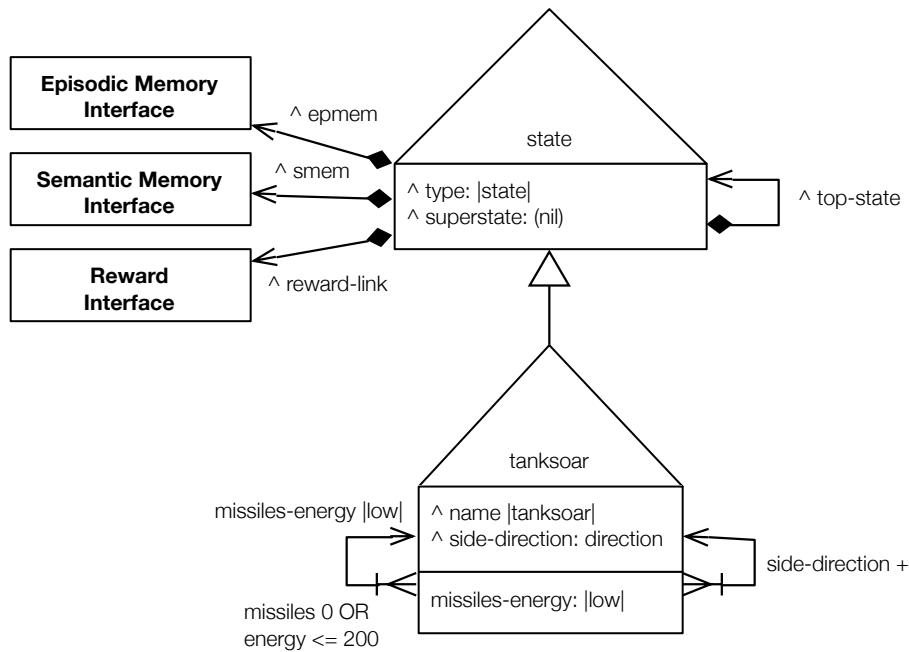 Episodic Memory
Interface
^ epmem
state
Semantic Memory
Interface
^ smem
^ type: |state|
^ superstate: (nil)
^ top-state
Reward
Interface
^ reward-link
tanksoar
missiles-energy |low|
^ name |tanksoar|
^ side-direction: direction
side-direction +
missiles-energy: |low|
missiles 0 OR
energy <= 200